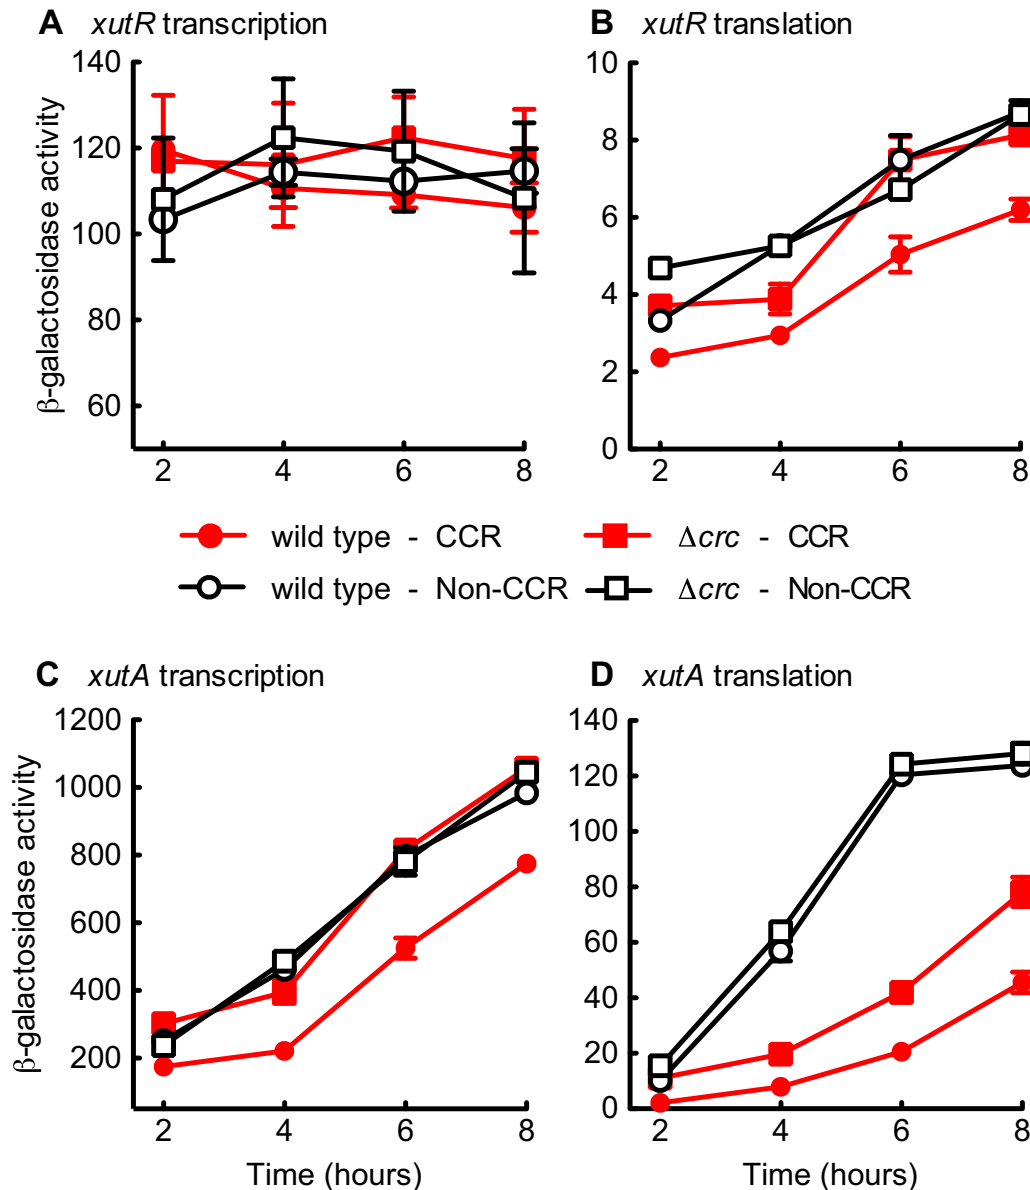 A xutR transcription
B xutR translation
β-galactosidase activity
140
120
100
80
60
2 4 6 8
10
8
6
4
2
0
2 4 6 8
wild type - CCR
Δcrc - CCR
wild type - Non-CCR
Δcrc - Non-CCR
C xutA transcription
D xutA translation
β-galactosidase activity
1200
1000
800
600
400
200
2 4 6 8
Time (hours)
140
120
100
80
60
40
20
0
2 4 6 8
Time (hours)